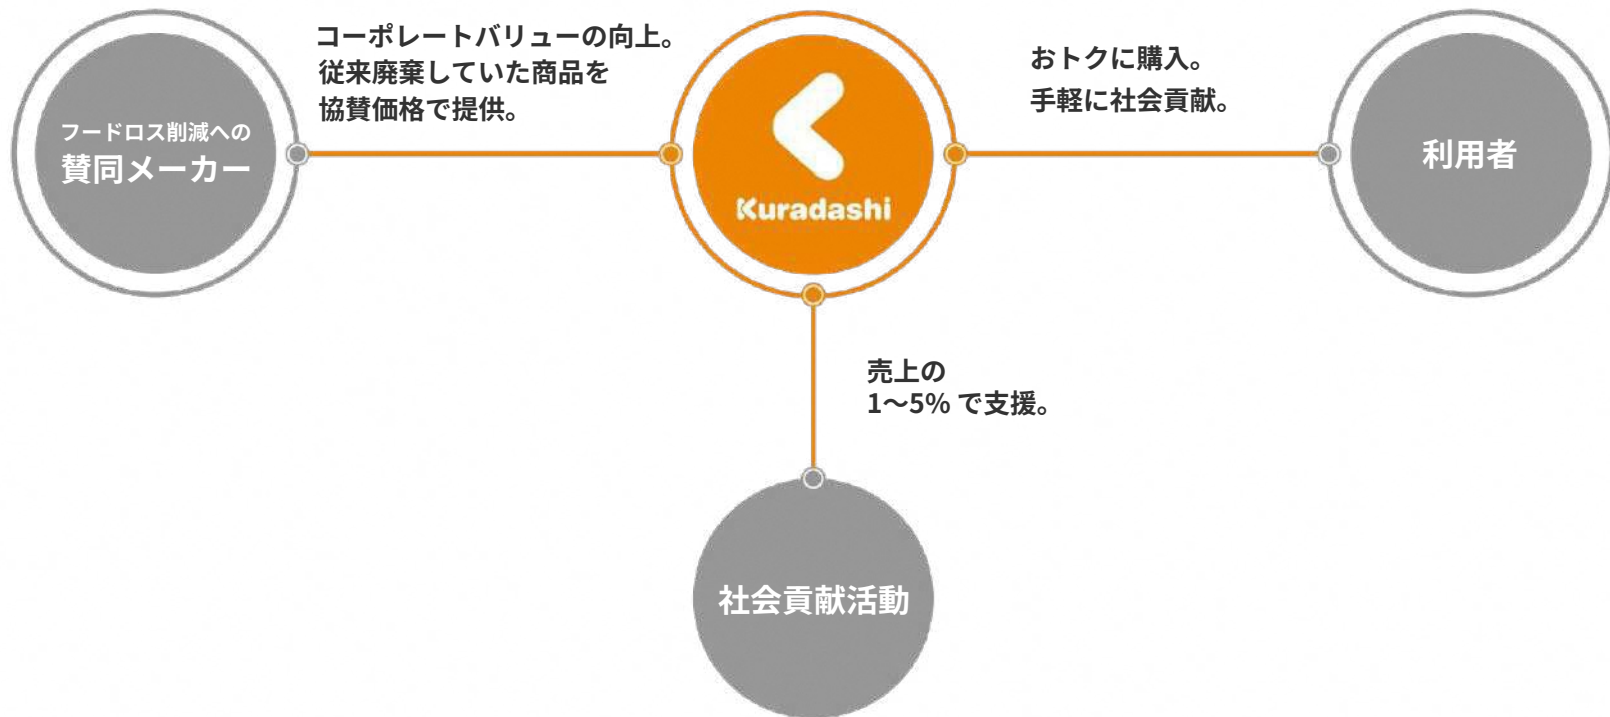 コーポレートバリューの向上。
従来廃棄していた商品を
協賛価格で提供。
おトクに購入。
手軽に社会貢献。
フードロス削減への
賛同メーカー
Kuradashi
利用者
売上の
1〜5% で支援。
社会貢献活動